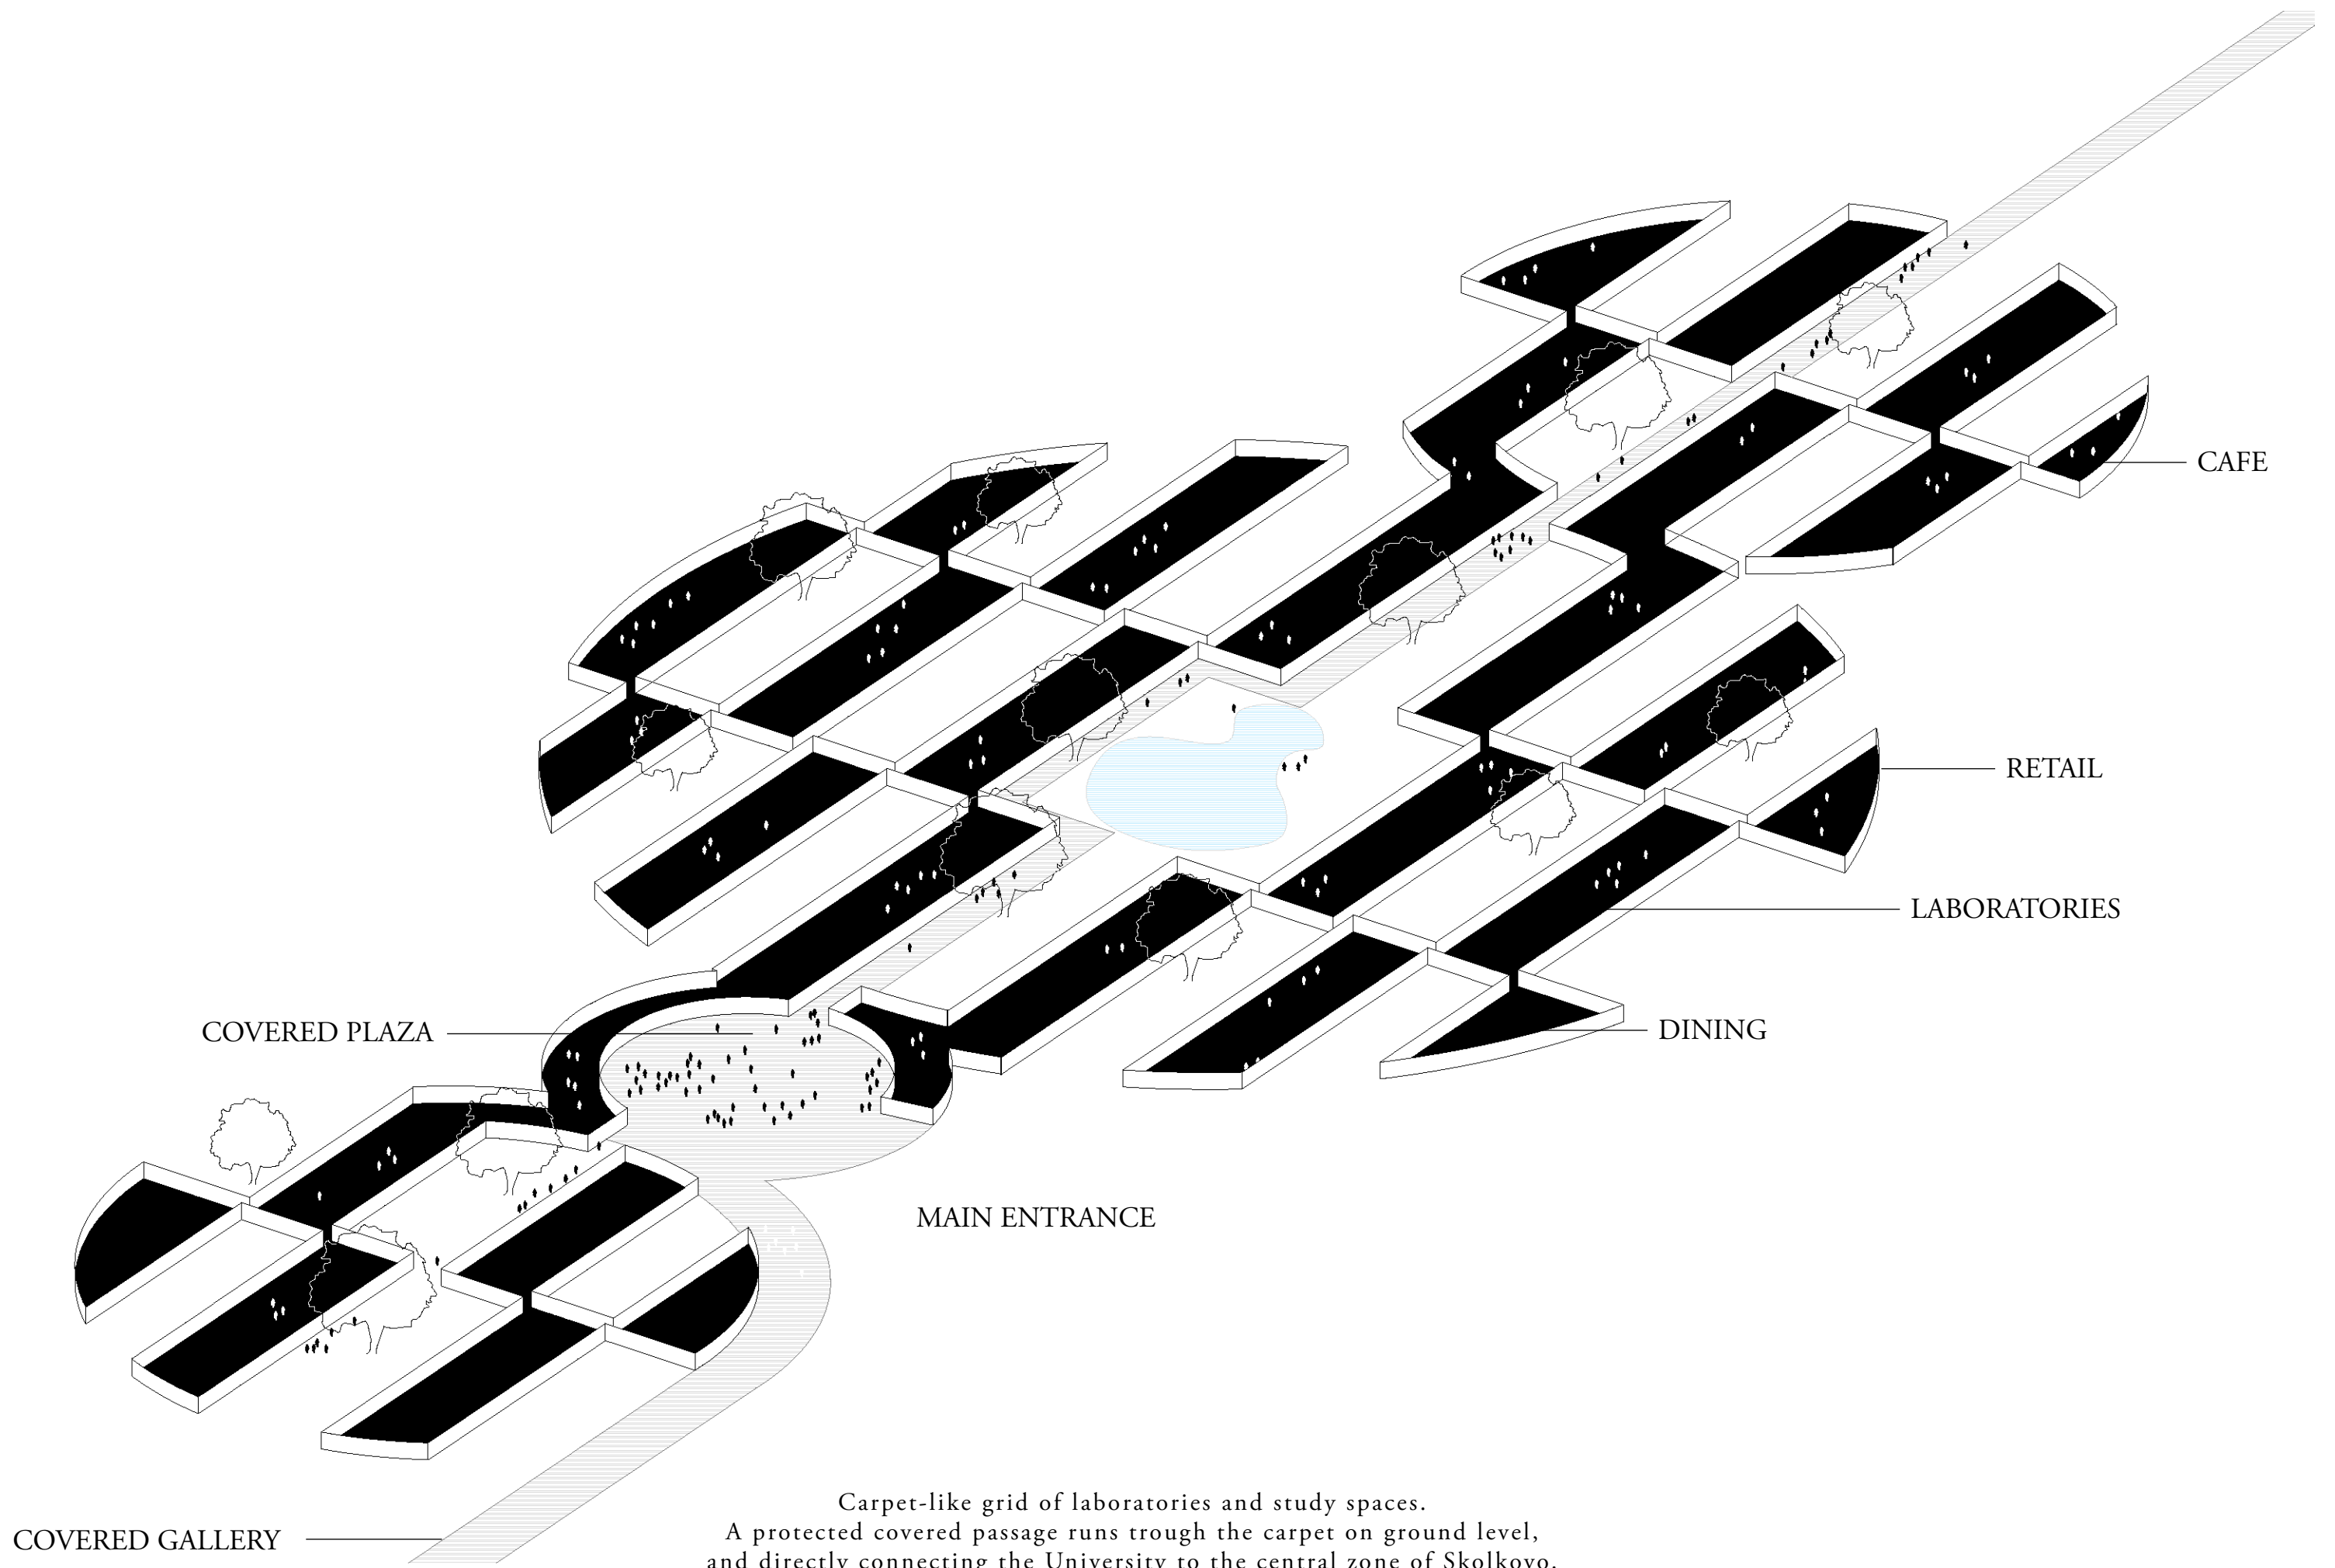 CAFE
RETAIL
LABORATORIES
COVERED PLAZA
DINING
MAIN ENTRANCE
Carpet-like grid of laboratories and study spaces.
A protected covered passage runs trough the carpet on ground level,
COVERED GALLERY
and directly connecting the University to the central zone of Skolkovo.